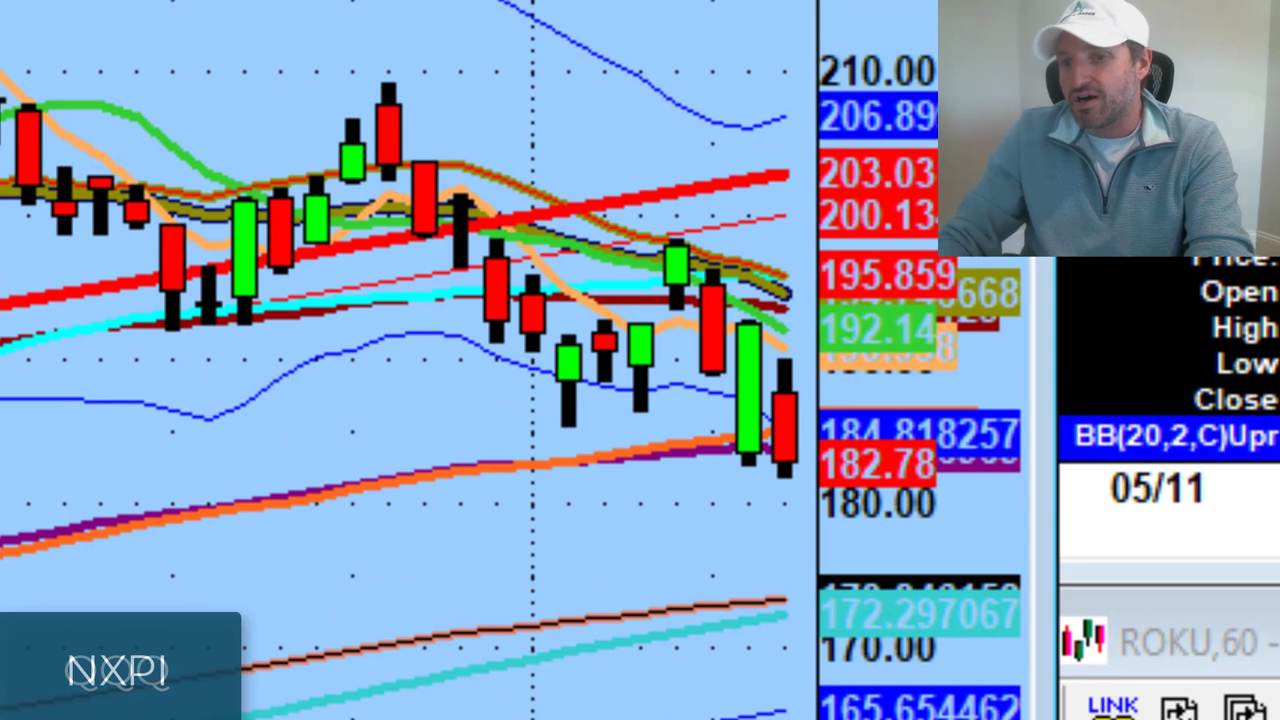 210.00
206.89
203.03
200.13
195.859
668
192.14
184.818257
182.78
180.00
172.297067
170.00
165.654462
Price:
Open
High
Low
Close
BB(20,2,C)Upr
05/11
ROKU,60 -
LINK
NXPI